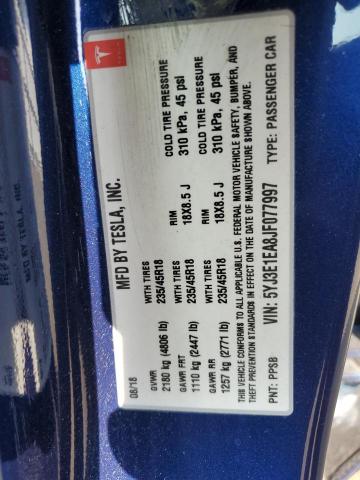 TESLA
MFD BY TESLA, INC.
08/18
GVWR WITH TIRES RIM COLD TIRE PRESSURE
2180 kg (4806 lb) 235/45R18 18X8.5 J 310 kPa, 45 psi
GAWR FRT
1110 kg (2447 lb) WITH TIRES RIM COLD TIRE PRESSURE
GAWR RR 235/45R18 18X8.5 J 310 kPa, 45 psi
1257 kg (2771 lb)
THIS VEHICLE CONFORMS TO ALL APPLICABLE U.S. FEDERAL MOTOR VEHICLE SAFETY, BUMPER, AND
THEFT PREVENTION STANDARDS IN EFFECT ON THE DATE OF MANUFACTURE SHOWN ABOVE.
PNT: PPSB VIN: 5YJ3E1EA8JF077997 TYPE: PASSENGER CAR